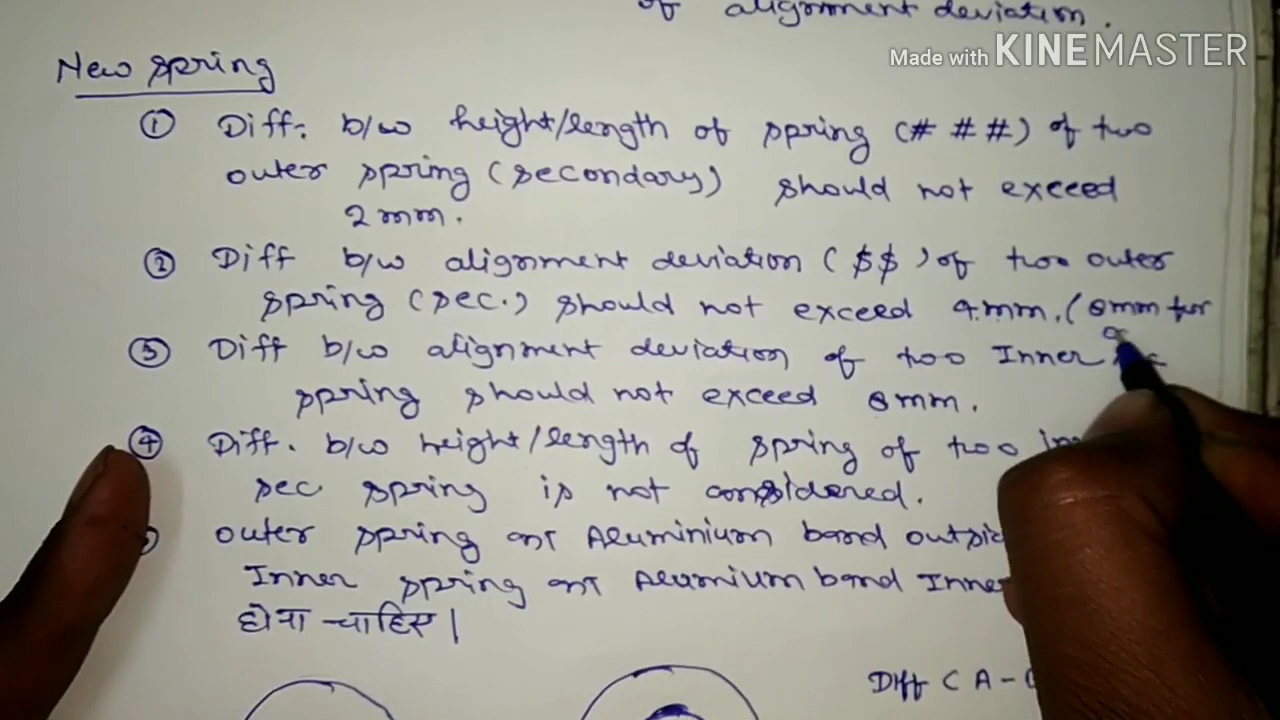 of alignment deviation.
Made with KINEMASTER
New spring
① Diff. b/w height/length of spring (# # #) of two
outer spring (secondary) should not exceed
2mm.
② Diff b/w alignment deviation ($$) of two outer
spring (sec.) should not exceed 4mm. (8mm for
③ Diff b/w alignment deviation of two Inner
spring should not exceed 8mm.
④ Diff. b/w height/length of spring of two
sec. spring is not considered.
outer spring का Aluminium band
Inner spring का Alumium band Inner
होना चाहिए।
Diff (A-